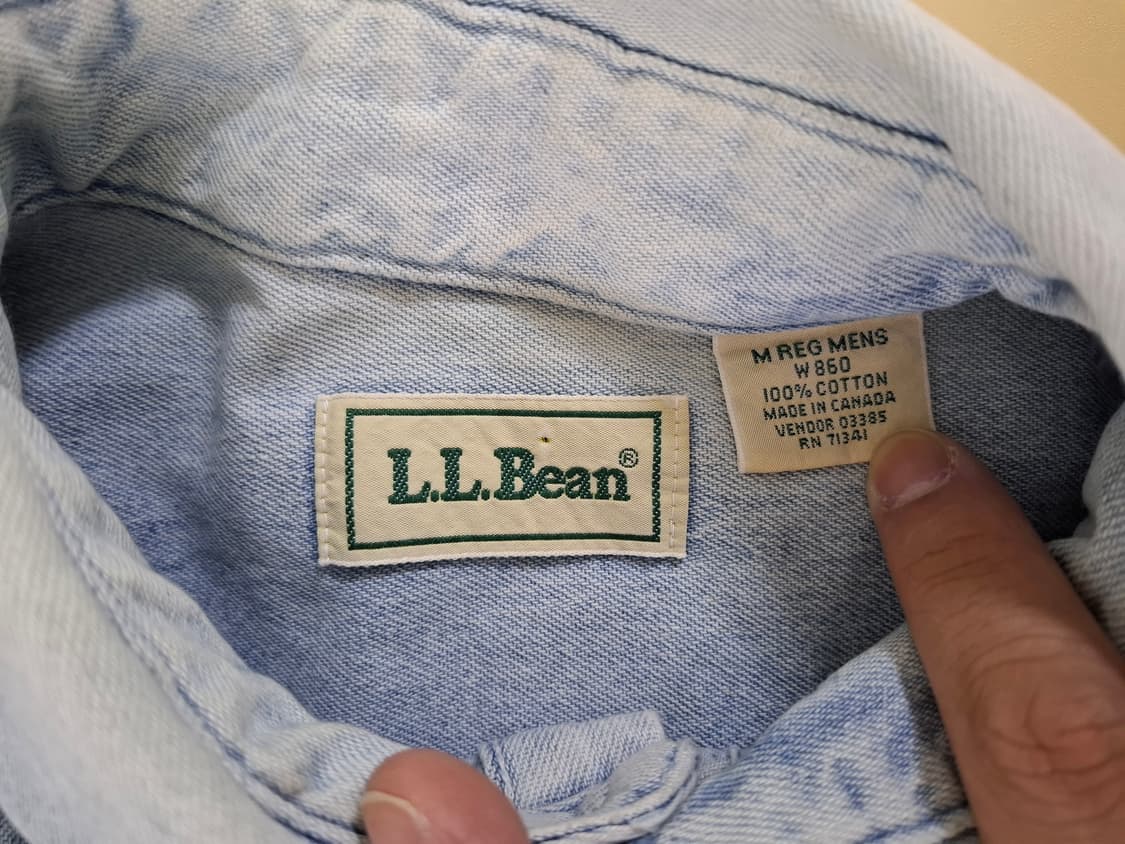 L.L.Bean®
M REG MENS
W 860
100% COTTON
MADE IN CANADA
VENDOR 03385
RN 71341